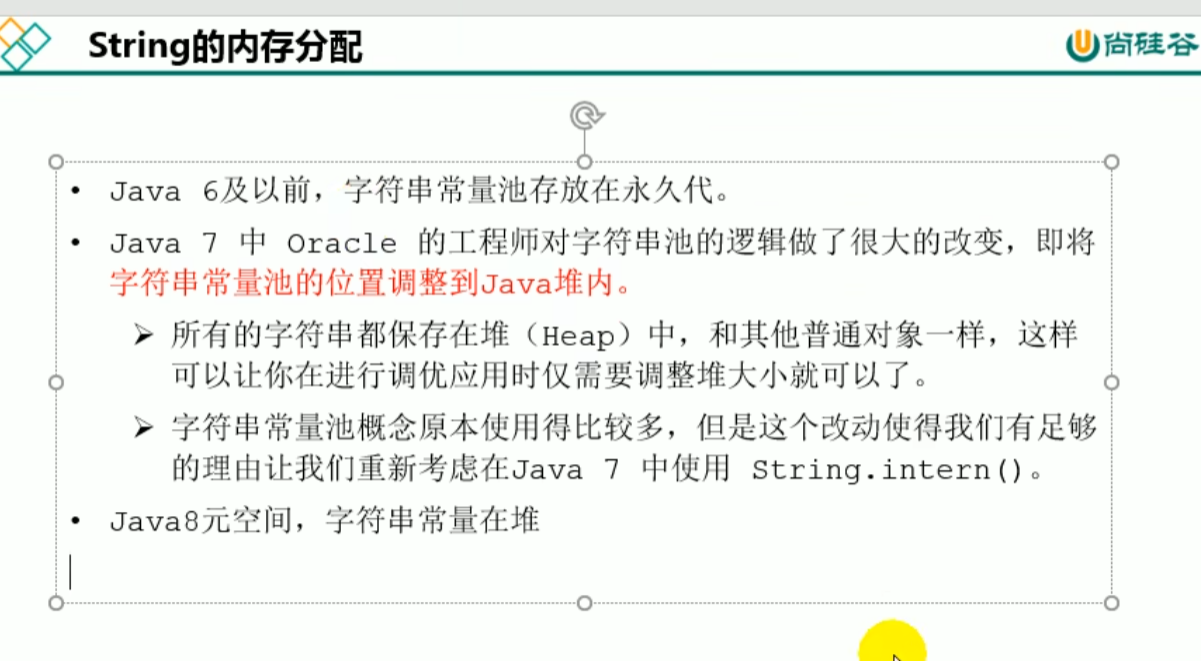 String的内存分配
尚硅谷
• Java 6及以前，字符串常量池存放在永久代。
• Java 7 中 Oracle 的工程师对字符串池的逻辑做了很大的改变，即将
字符串常量池的位置调整到Java堆内。
➢ 所有的字符串都保存在堆（Heap）中，和其他普通对象一样，这样
可以让你在进行调优应用时仅需要调整堆大小就可以了。
➢ 字符串常量池概念原本使用得比较多，但是这个改动使得我们有足够
的理由让我们重新考虑在Java 7 中使用 String.intern()。
• Java8元空间，字符串常量在堆